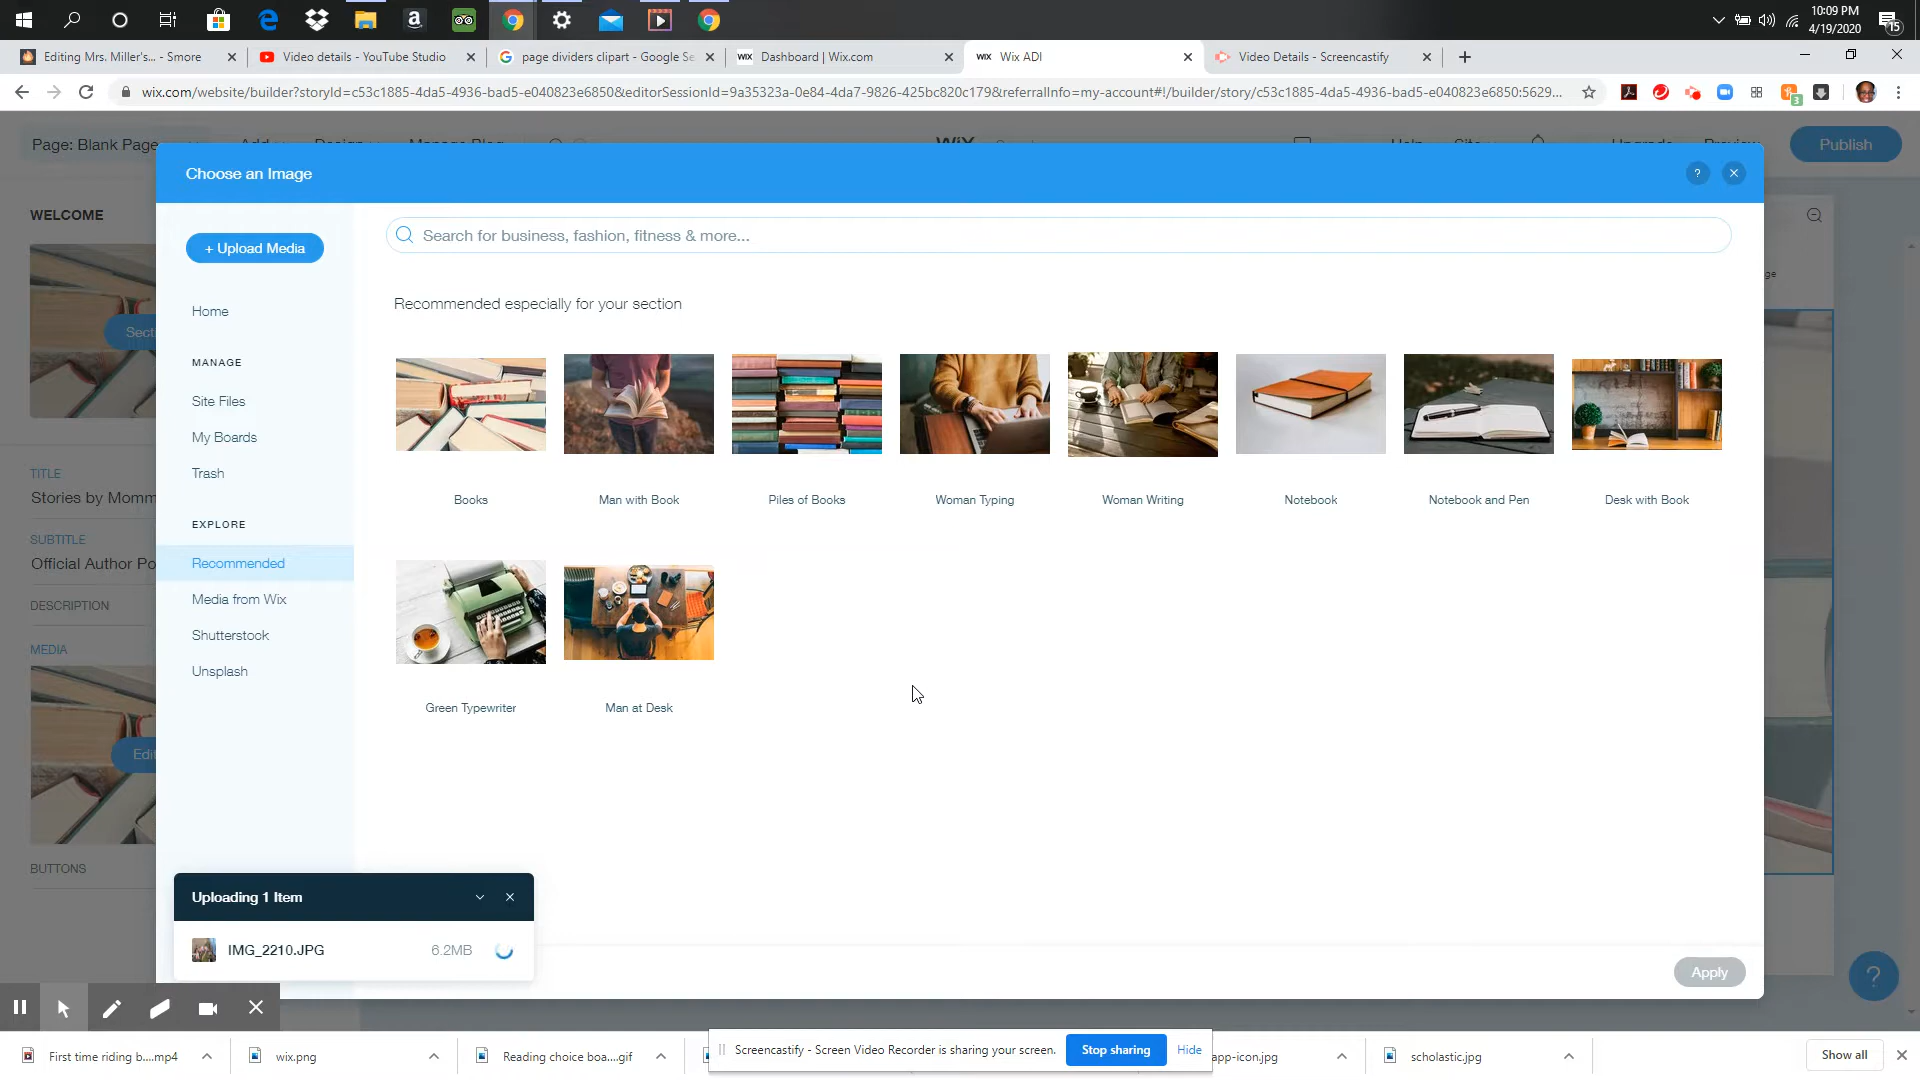 10:09 PM
4/19/2020
15
Editing Mrs. Miller's... - Smore
Video details - YouTube Studio
page dividers clipart - Google Se
WIX Dashboard | Wix.com
WIX Wix ADI
Video Details - Screencastify
wix.com/website/builder?storyId=c53c1885-4da5-4936-bad5-e040823e6850&editorSessionId=9a35323a-0e84-4da7-9826-425bc820c179&referralInfo=my-account#!/builder/story/c53c1885-4da5-4936-bad5-e040823e6850:5629...
3
Page: Blank Page
Publish
Choose an Image
?
WELCOME
+ Upload Media
Search for business, fashion, fitness & more...
Home
Recommended especially for your section
MANAGE
Site Files
My Boards
Trash
Books
Man with Book
Piles of Books
Woman Typing
Woman Writing
Notebook
Notebook and Pen
Desk with Book
TITLE
Stories by Momm
EXPLORE
SUBTITLE
Official Author Po
Recommended
DESCRIPTION
Media from Wix
Shutterstock
MEDIA
Unsplash
Green Typewriter
Man at Desk
Edit
BUTTONS
Uploading 1 Item
IMG_2210.JPG
6.2MB
Apply
?
First time riding b....mp4
wix.png
Reading choice boa....gif
Screencastify - Screen Video Recorder is sharing your screen.
Stop sharing
Hide
app-icon.jpg
scholastic.jpg
Show all